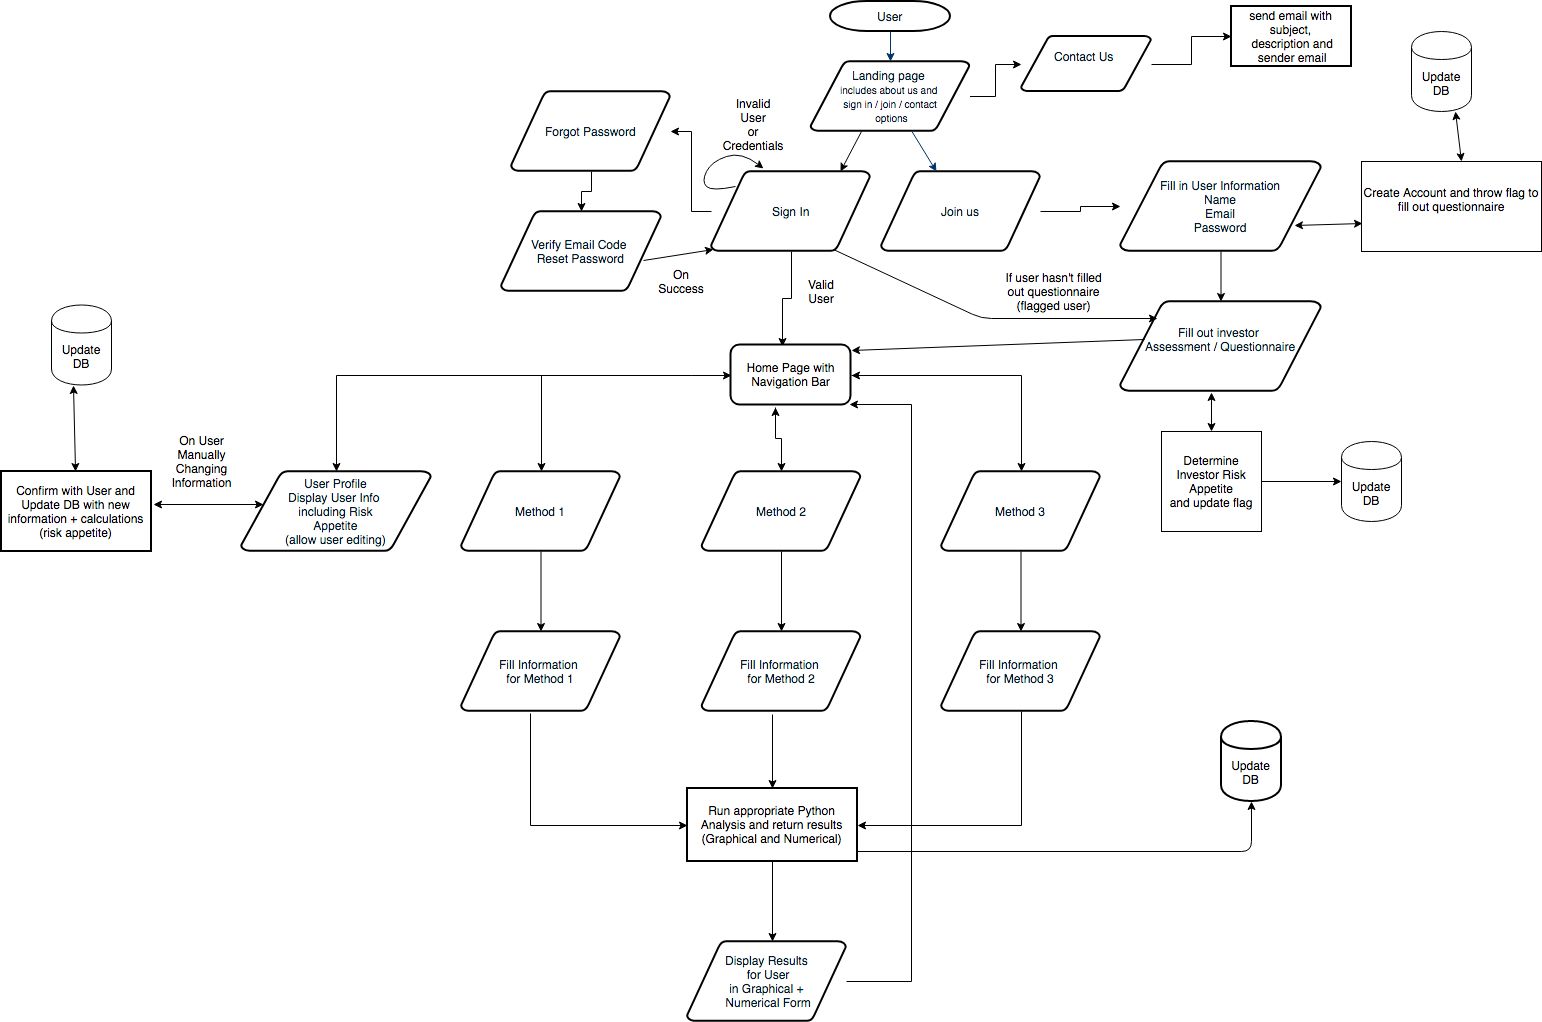 User
send email with
subject,
description and
sender email
Contact Us
Landing page
includes about us and
sign in / join / contact
options
Update
DB
Invalid
User
or
Credentials
Forgot Password
Sign In
Join us
Fill in User Information
Name
Email
Password
Create Account and throw flag to
fill out questionnaire
Verify Email Code
Reset Password
On
Success
Valid
User
If user hasn't filled
out questionnaire
(flagged user)
Fill out investor
Assessment / Questionnaire
Update
DB
Home Page with
Navigation Bar
On User
Manually
Changing
Information
Confirm with User and
Update DB with new
information + calculations
(risk appetite)
User Profile
Display User Info
including Risk
Appetite
(allow user editing)
Method 1
Method 2
Method 3
Determine
Investor Risk
Appetite
and update flag
Update
DB
Fill Information
for Method 1
Fill Information
for Method 2
Fill Information
for Method 3
Update
DB
Run appropriate Python
Analysis and return results
(Graphical and Numerical)
Display Results
for User
in Graphical +
Numerical Form